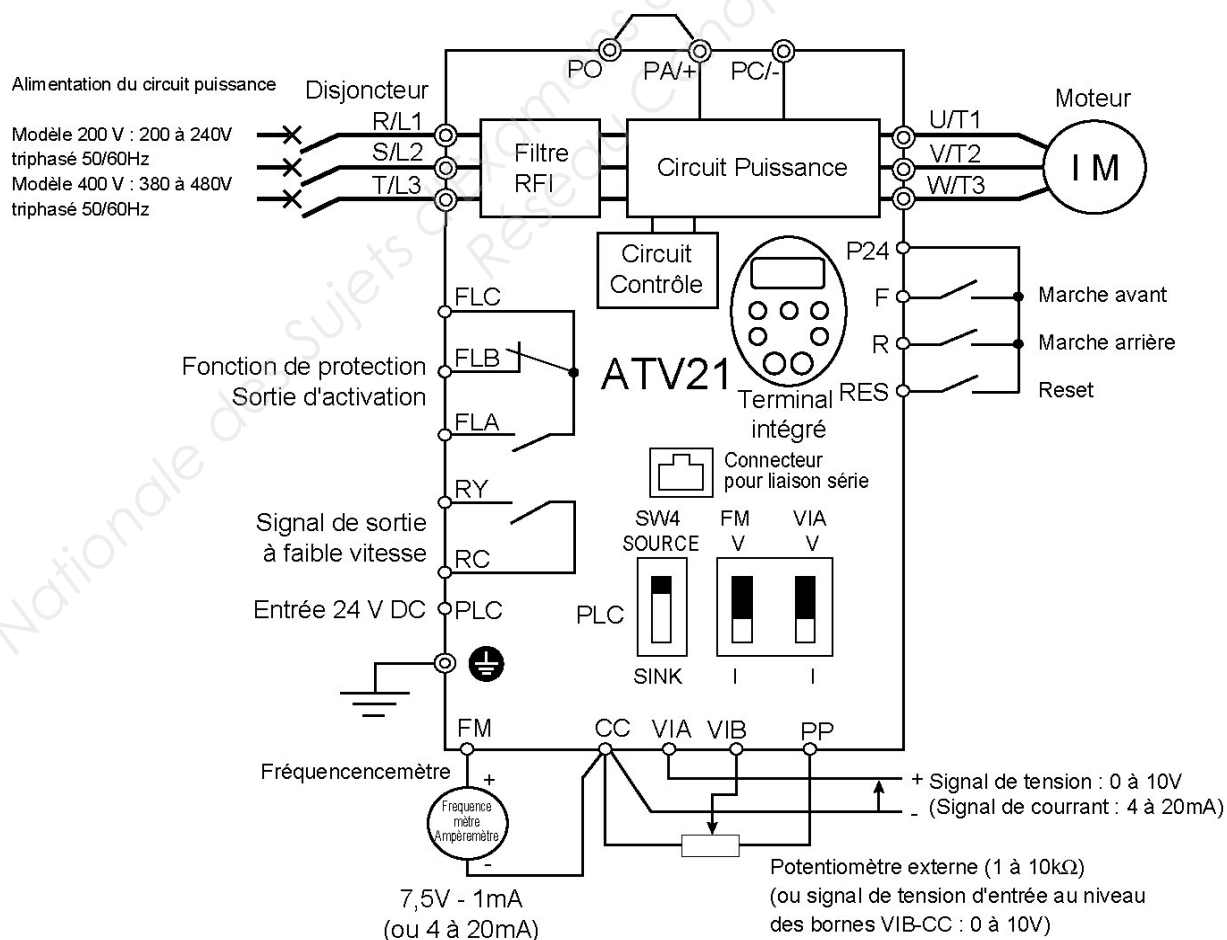 Nationale des Sujets d'Examens
Réseau Canop
PO
PA/+
PC/-
Alimentation du circuit puissance
Disjoncteur
Moteur
Modèle 200 V : 200 à 240V
triphasé 50/60Hz
Modèle 400 V : 380 à 480V
triphasé 50/60Hz
R/L1
S/L2
T/L3
Filtre
RFI
Circuit Puissance
U/T1
V/T2
W/T3
I M
Circuit
Contrôle
P24
F
Marche avant
R
Marche arrière
RES
Reset
FLC
FLB
FLA
Fonction de protection
Sortie d'activation
ATV21
Terminal
intégré
Connecteur
pour liaison série
RY
RC
Signal de sortie
à faible vitesse
SW4
SOURCE
FM
V
VIA
V
Entrée 24 V DC
PLC
PLC
SINK
I
I
FM
CC
VIA
VIB
PP
Fréquencencemètre
+
Frequence
mètre
Ampèremètre
-
7,5V - 1mA
(ou 4 à 20mA)
+ Signal de tension : 0 à 10V
- (Signal de courrant : 4 à 20mA)
Potentiomètre externe (1 à 10kΩ)
(ou signal de tension d'entrée au niveau
des bornes VIB-CC : 0 à 10V)